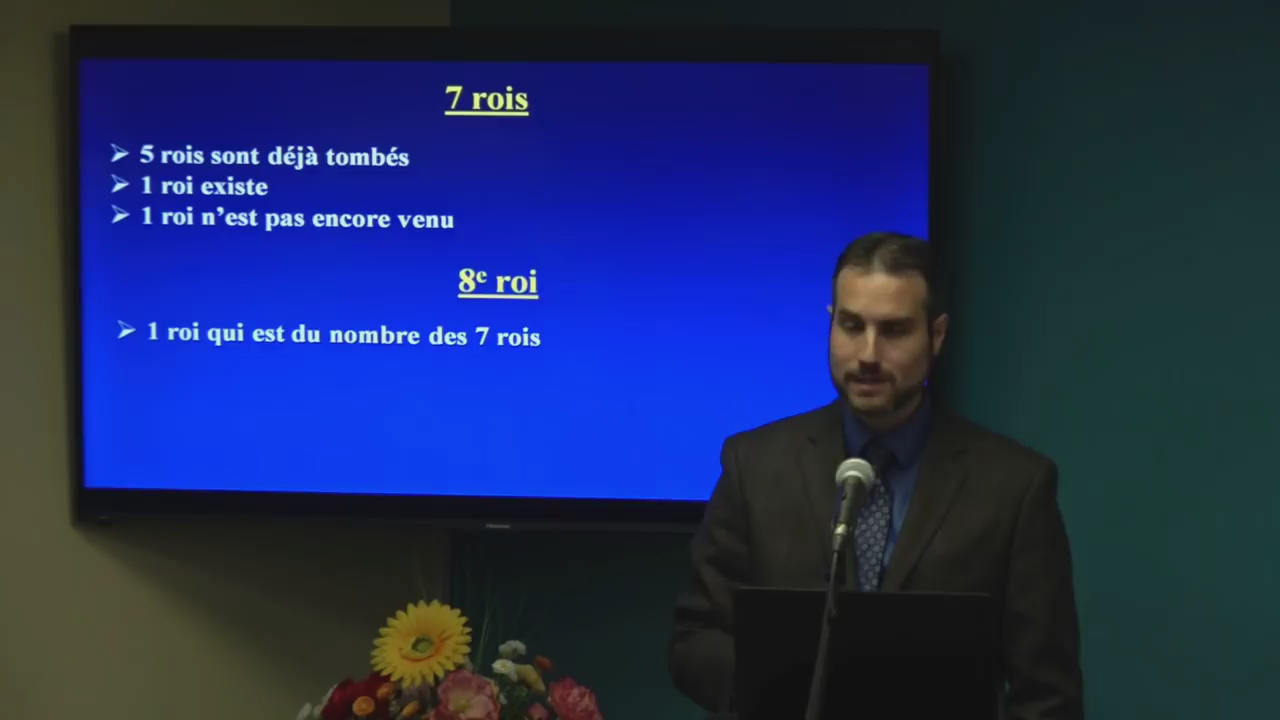 7 rois
➢ 5 rois sont déjà tombés
➢ 1 roi existe
➢ 1 roi n’est pas encore venu
8e roi
➢ 1 roi qui est du nombre des 7 rois